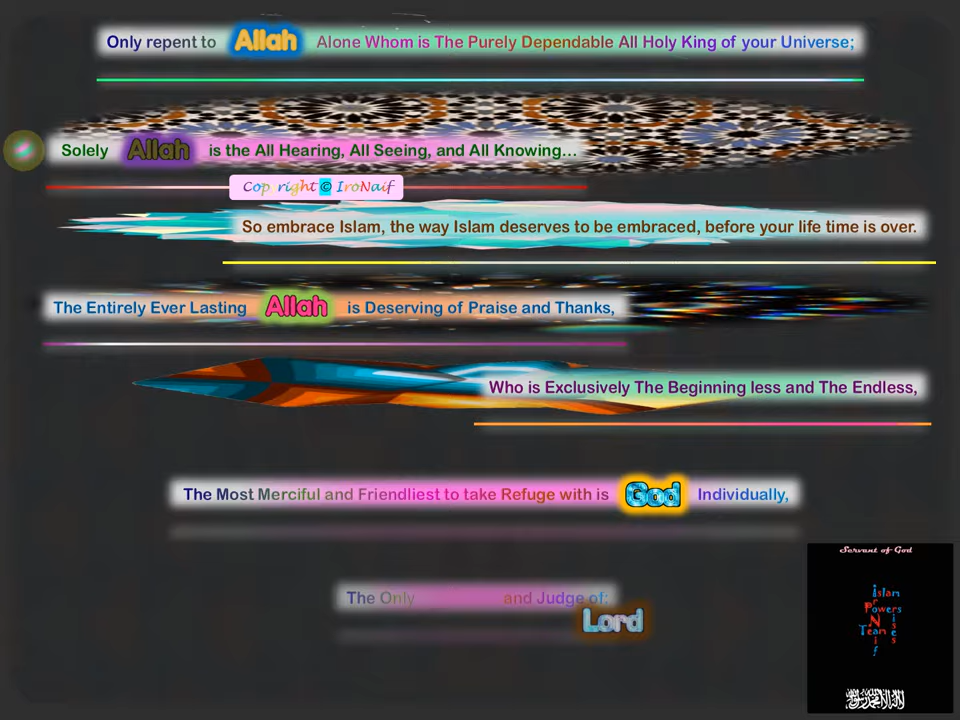 Only repent to Allah Alone Whom is The Purely Dependable All Holy King of your Universe;
Solely Allah is the All Hearing, All Seeing, and All Knowing...
Copyright © IroNaif
So embrace Islam, the way Islam deserves to be embraced, before your life time is over.
The Entirely Ever Lasting Allah is Deserving of Praise and Thanks,
Who is Exclusively The Beginning less and The Endless,
The Most Merciful and Friendliest to take Refuge with is God Individually,
The Only and Judge of:
Lord
Servant of God
islam
Powers
Team